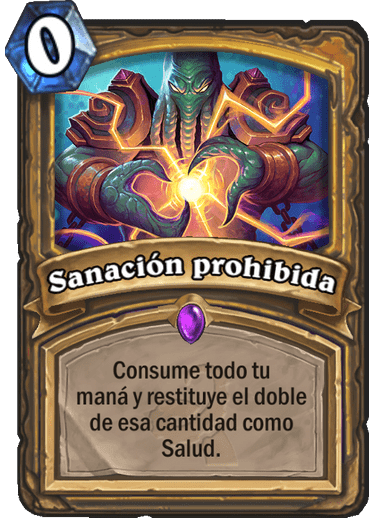 0
Sanación prohibida
Consume todo tu
maná y restituye el doble
de esa cantidad como
Salud.